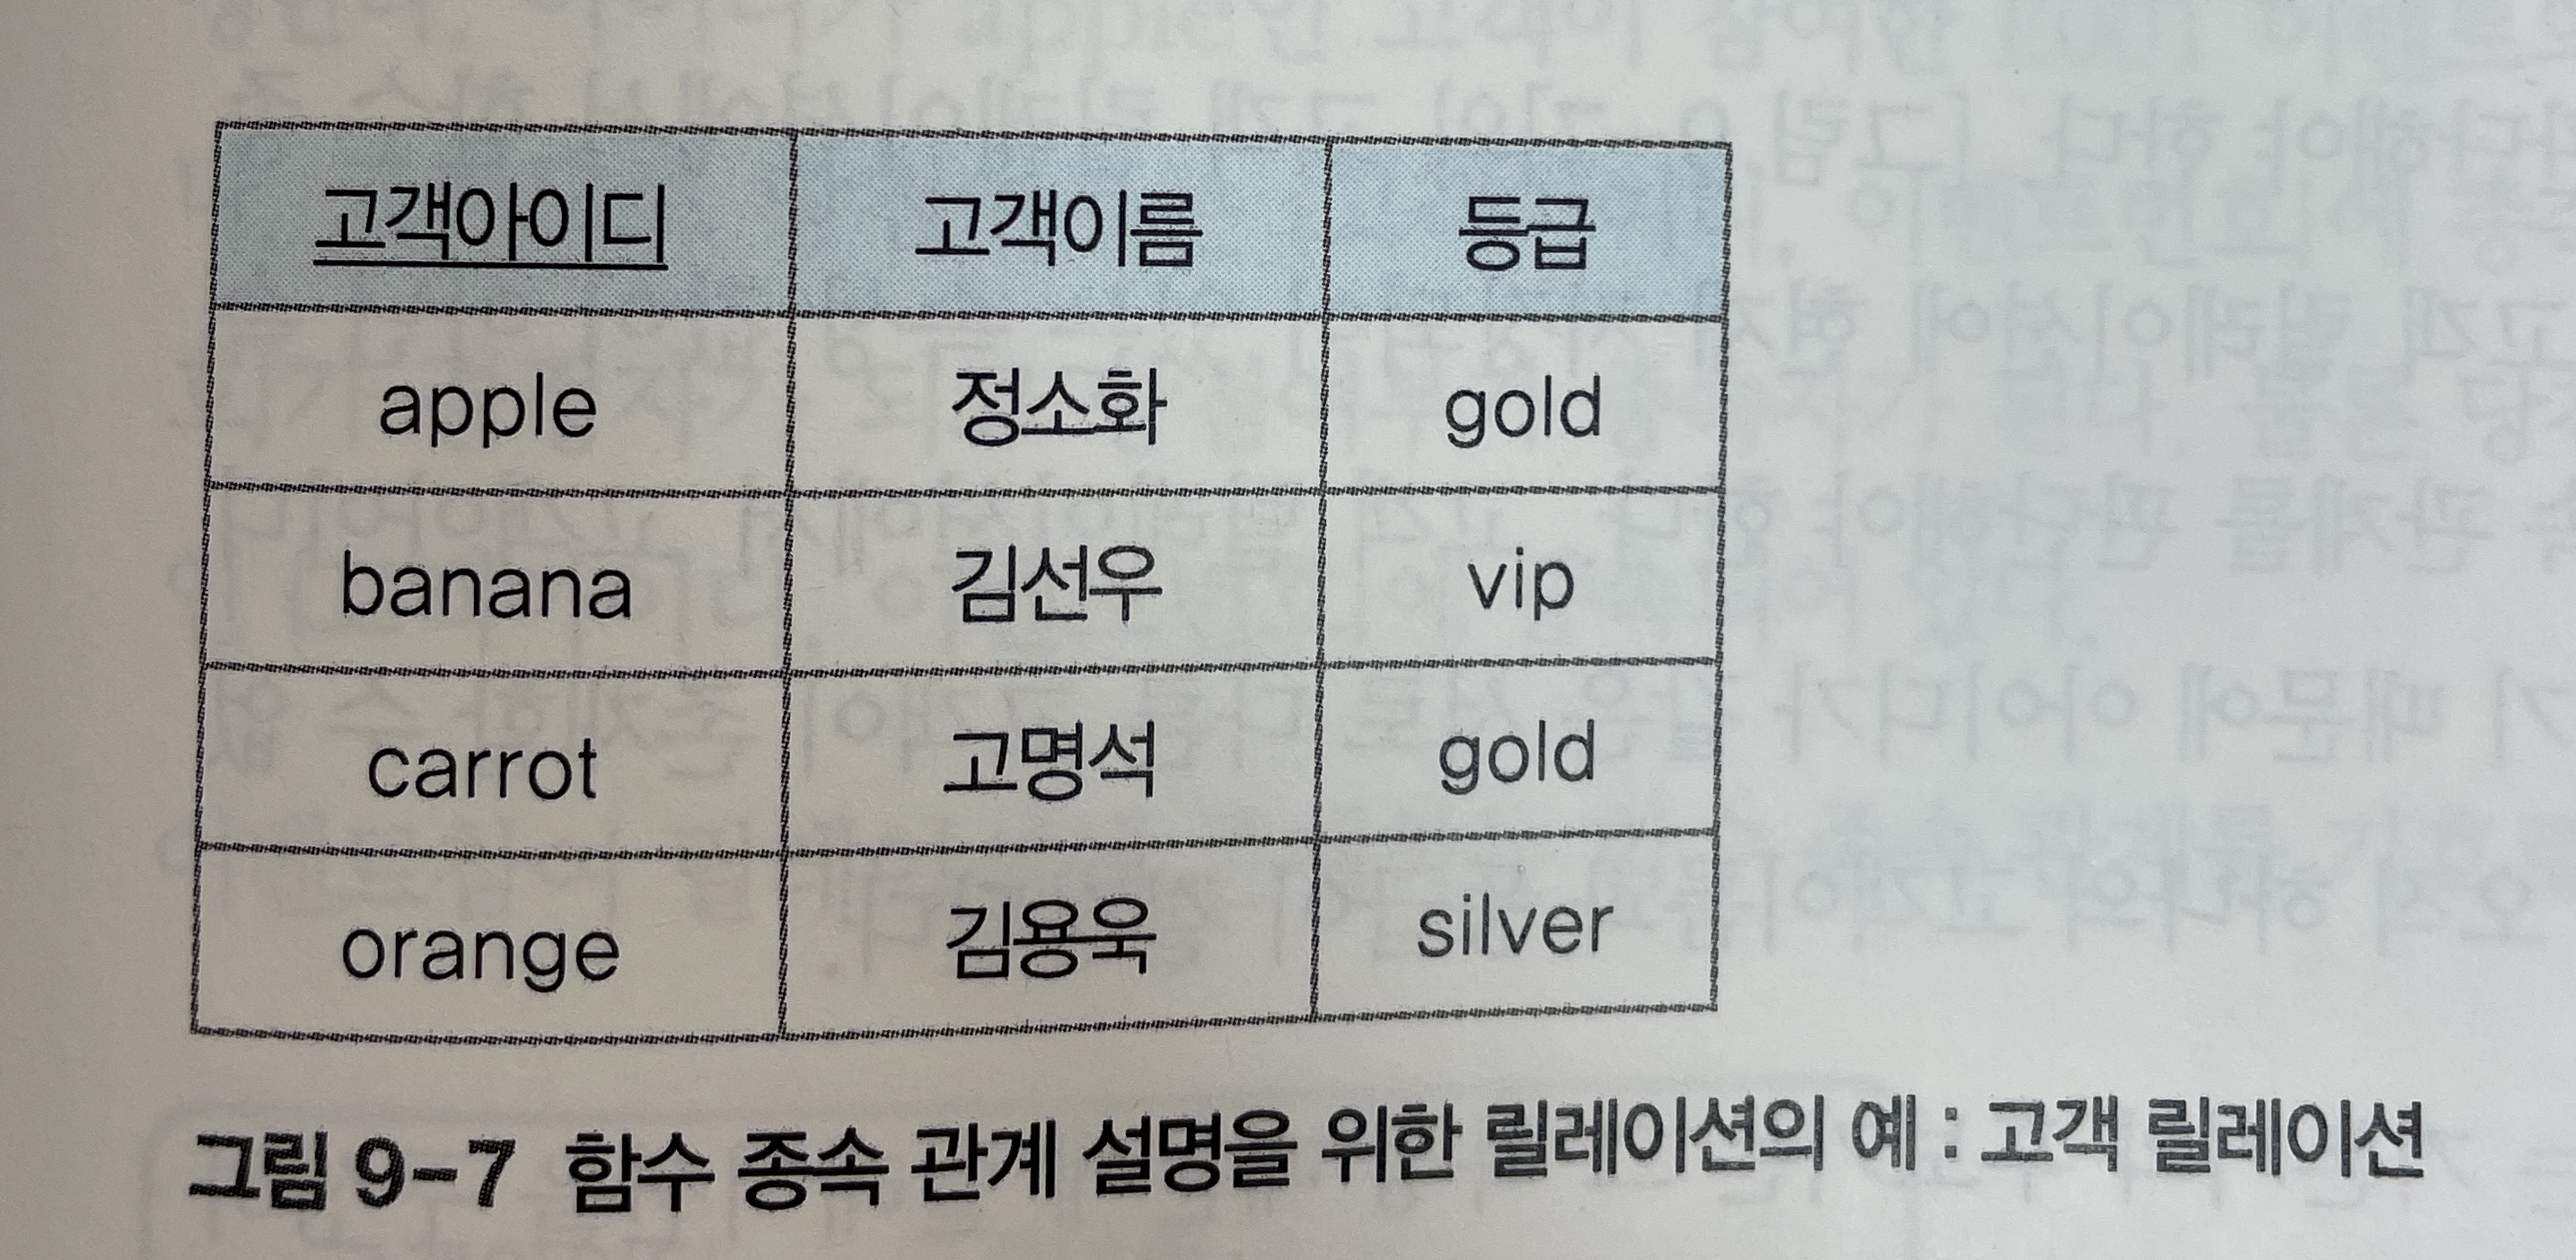 고객아이디 고객이름 등급
apple 정소화 gold
banana 김선우 vip
carrot 고명석 gold
orange 김용욱 silver
그림 9-7 함수 종속 관계 설명을 위한 릴레이션의 예 : 고객 릴레이션